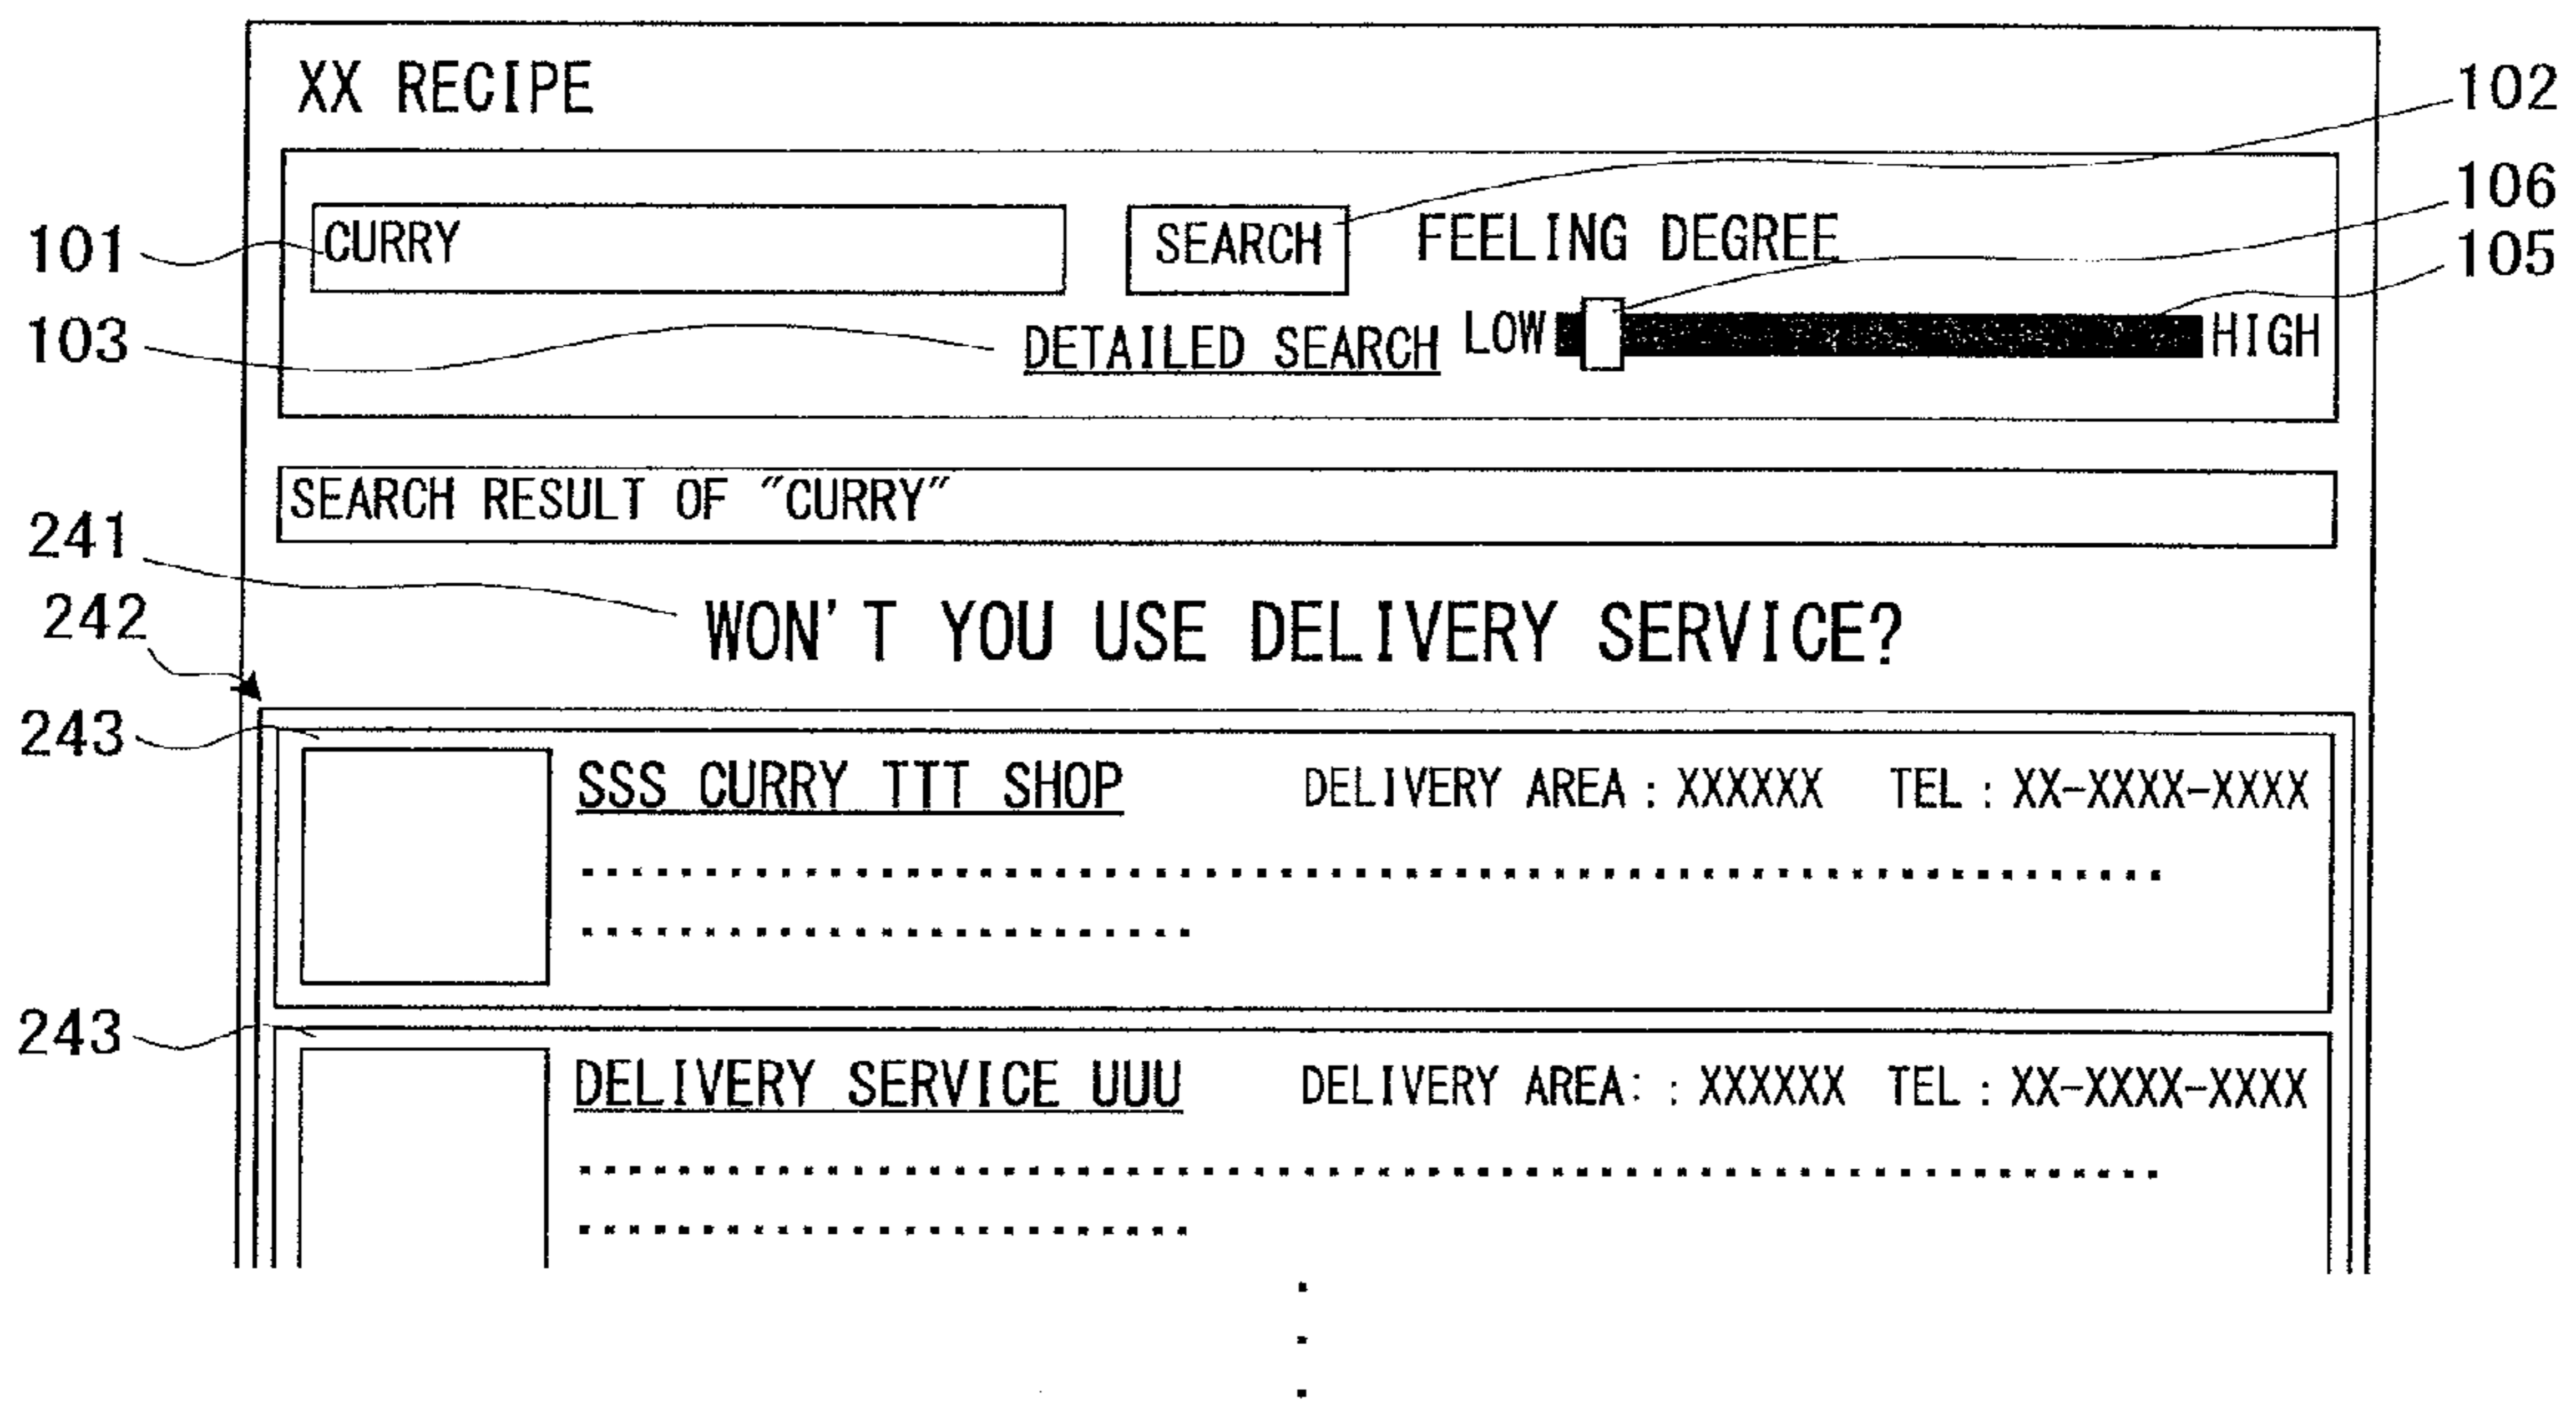 XX RECIPE
102
106
101 CURRY SEARCH FEELING DEGREE
105
103 DETAILED SEARCH LOW HIGH
SEARCH RESULT OF "CURRY"
241
WON'T YOU USE DELIVERY SERVICE?
242
243
SSS CURRY TTT SHOP DELIVERY AREA : XXXXXX TEL : XX-XXXX-XXXX
243
DELIVERY SERVICE UUU DELIVERY AREA: : XXXXXX TEL : XX-XXXX-XXXX